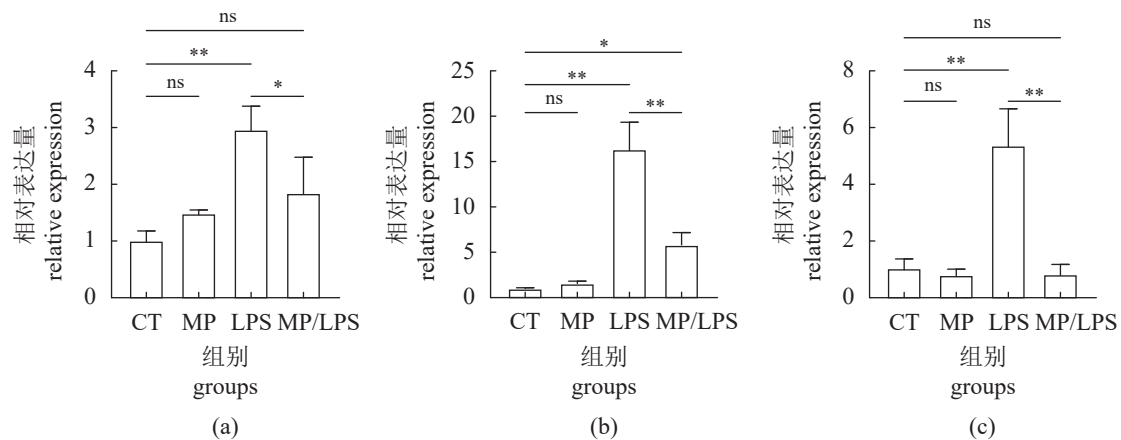 ns
**
ns
*
4
3
2
1
0
相对表达量
relative expression
CT MP LPS MP/LPS
组别
groups
(a)
*
**
ns
**
25
20
15
10
5
0
相对表达量
relative expression
CT MP LPS MP/LPS
组别
groups
(b)
ns
**
ns
**
8
6
4
2
0
相对表达量
relative expression
CT MP LPS MP/LPS
组别
groups
(c)